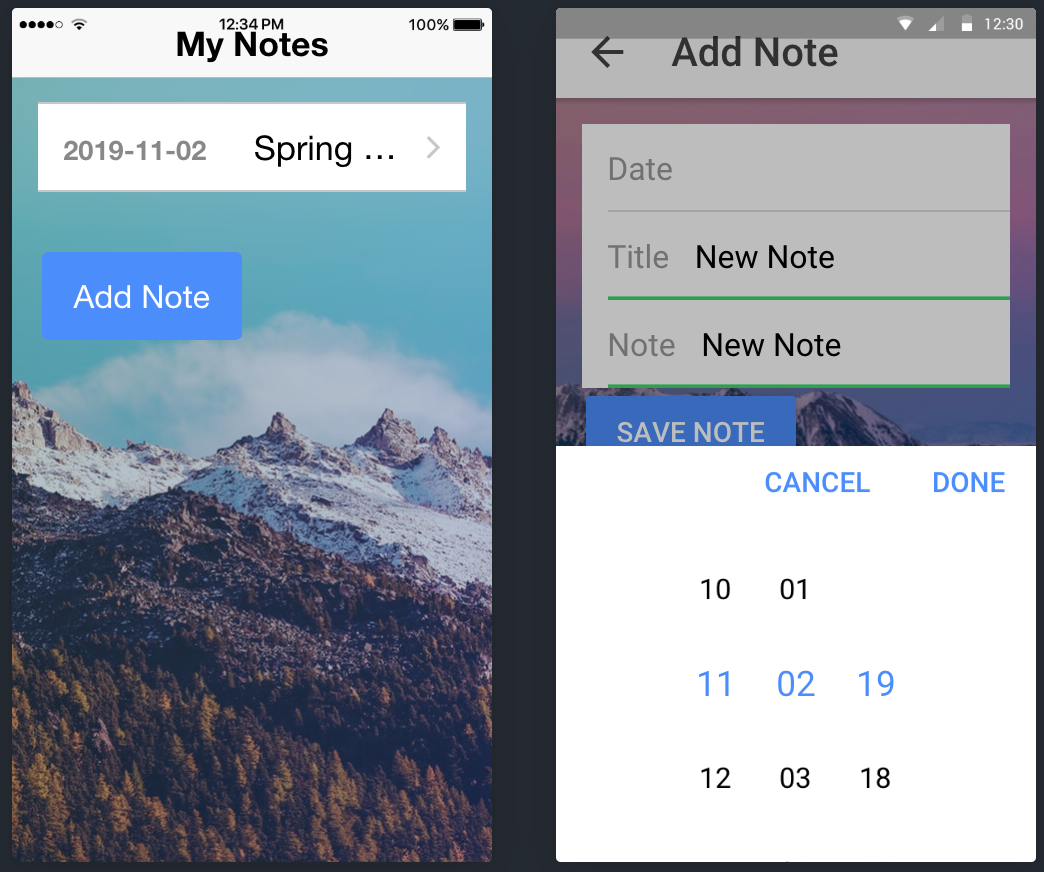 12:34 PM 100%
My Notes
2019-11-02 Spring ...
Add Note
12:30
Add Note
Date
Title New Note
Note New Note
SAVE NOTE
CANCEL DONE
10 01
11 02 19
12 03 18